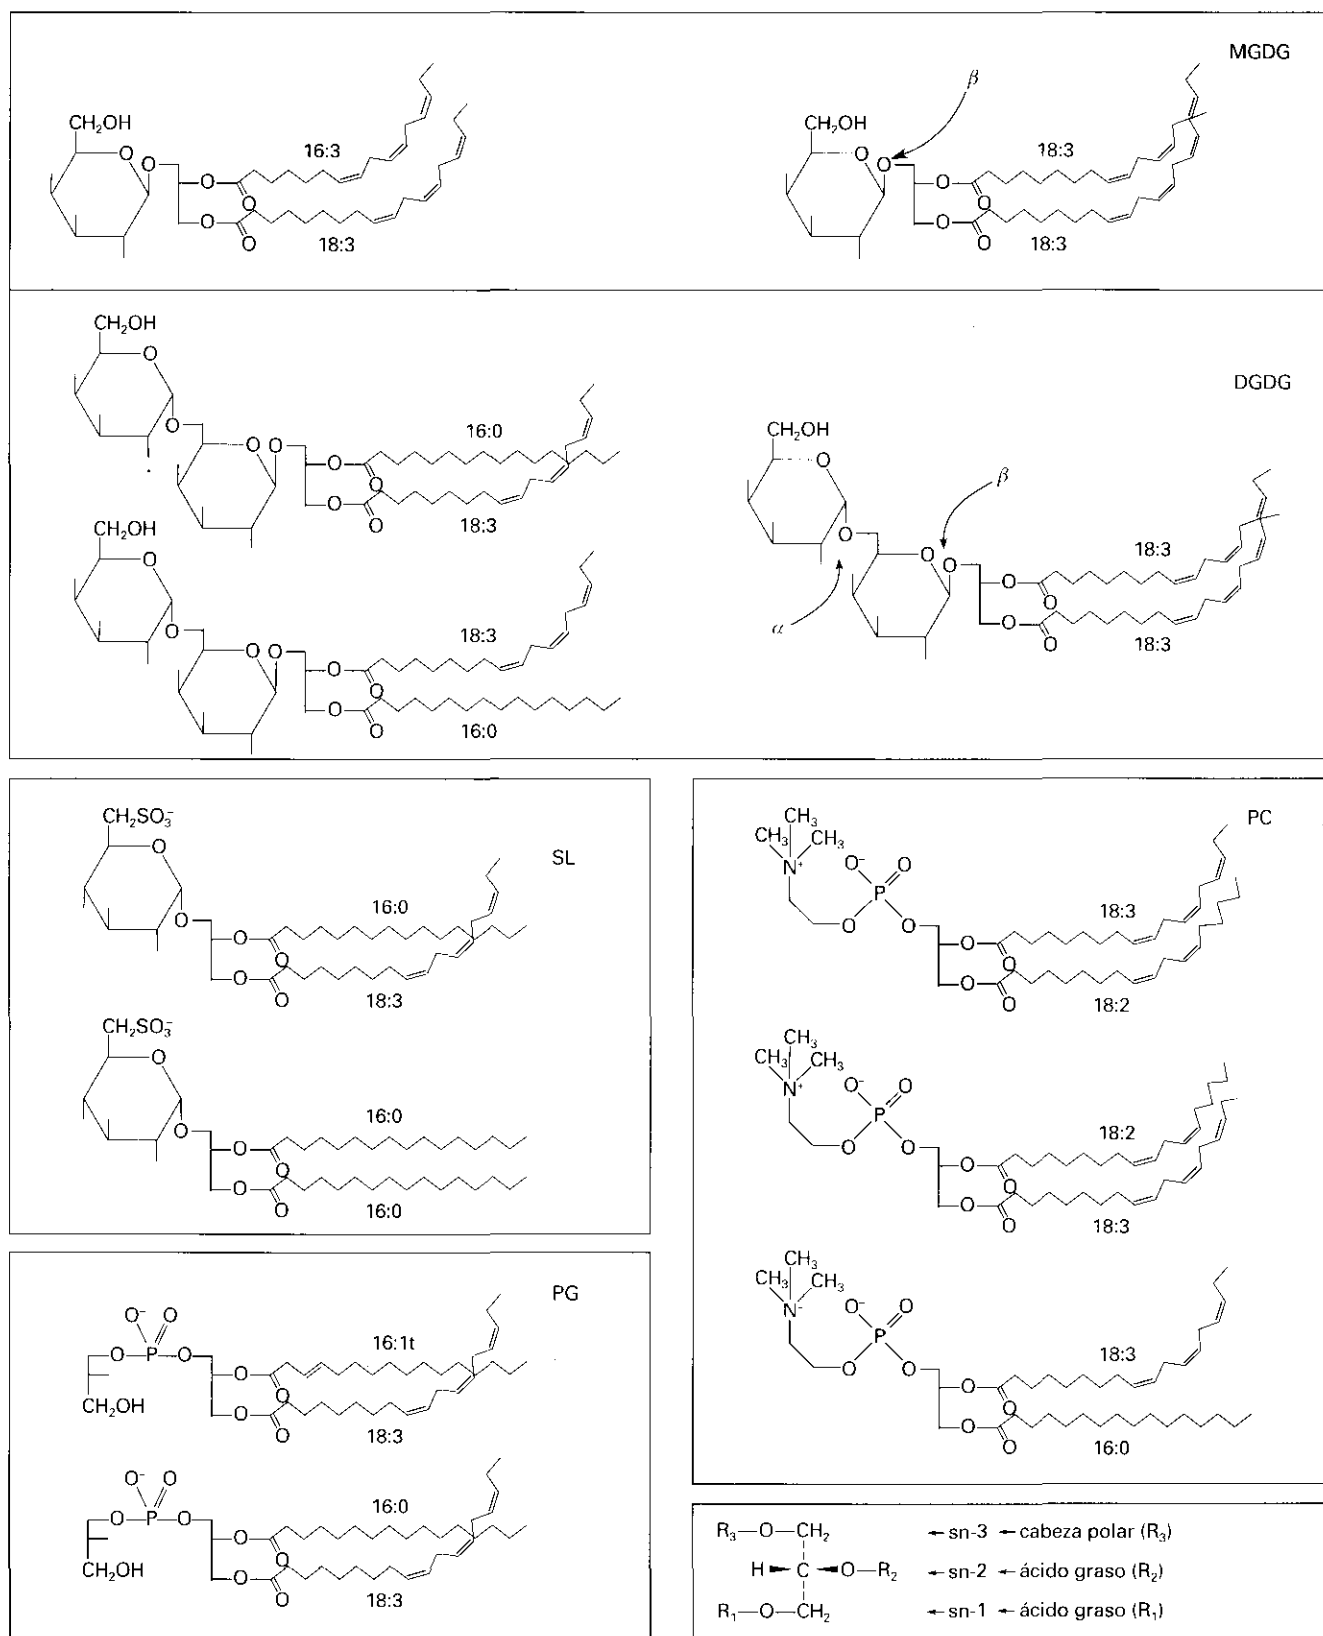 MGDG
β
CH₂OH
O
O
O
O
O
O
16:3
18:3
CH₂OH
O
O
O
O
O
O
18:3
18:3
DGDG
CH₂OH
O
O
O
O
O
O
O
O
16:0
18:3
CH₂OH
O
O
O
O
β
O
O
O
O
18:3
18:3
α
CH₂OH
O
O
O
O
O
O
O
O
18:3
16:0
SL
CH₂SO₃⁻
O
O
O
O
O
O
16:0
18:3
CH₂SO₃⁻
O
O
O
O
O
O
16:0
16:0
PC
CH₃
CH₃ CH₃
N⁺
O⁻ O
P
O O
O
O
O
O
18:3
18:2
CH₃
CH₃ CH₃
N⁺
O⁻ O
P
O O
O
O
O
O
18:2
18:3
CH₃
CH₃ CH₃
N⁻
O⁻ O
P
O O
O
O
O
O
18:3
16:0
PG
O⁻ O
O P O
CH₂OH
O
O
O
O
16:1t
18:3
O⁻ O
O P O
CH₂OH
O
O
O
O
16:0
18:3
R₃—O—CH₂ ← sn-3 ← cabeza polar (R₃)
H C O—R₂ ← sn-2 ← ácido graso (R₂)
R₁—O—CH₂ ← sn-1 ← ácido graso (R₁)